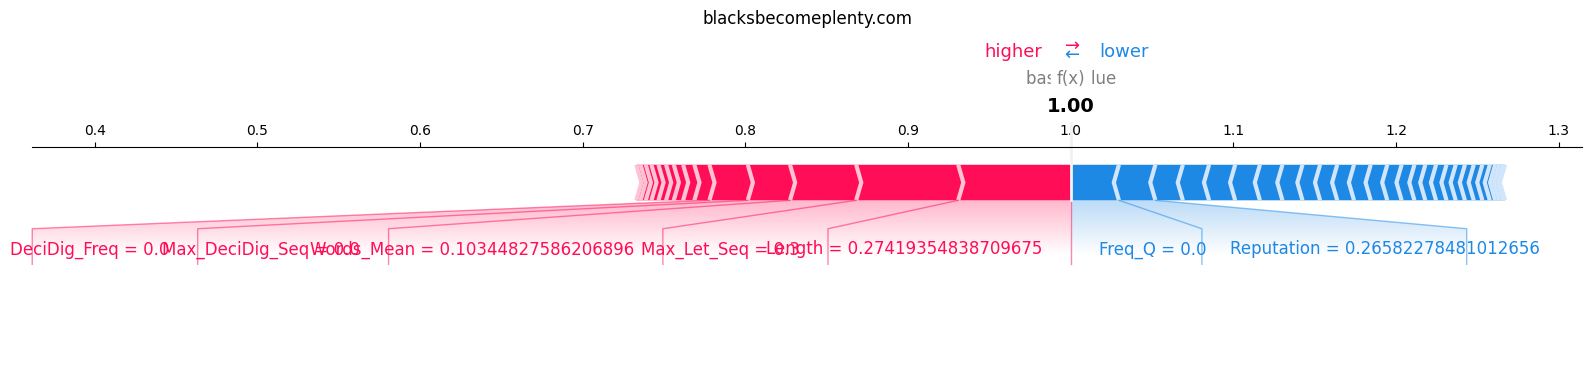 blacksbecomeplenty.com
higher ⇄ lower
bas f(x) lue
1.00
0.4 0.5 0.6 0.7 0.8 0.9 1.0 1.1 1.2 1.3
DeciDig_Freq = 0.0 Max_DeciDig_Seq = 0.0 Words_Mean = 0.10344827586206896 Max_Let_Seq = 0.3 Length = 0.27419354838709675 Freq_Q = 0.0 Reputation = 0.26582278481012656